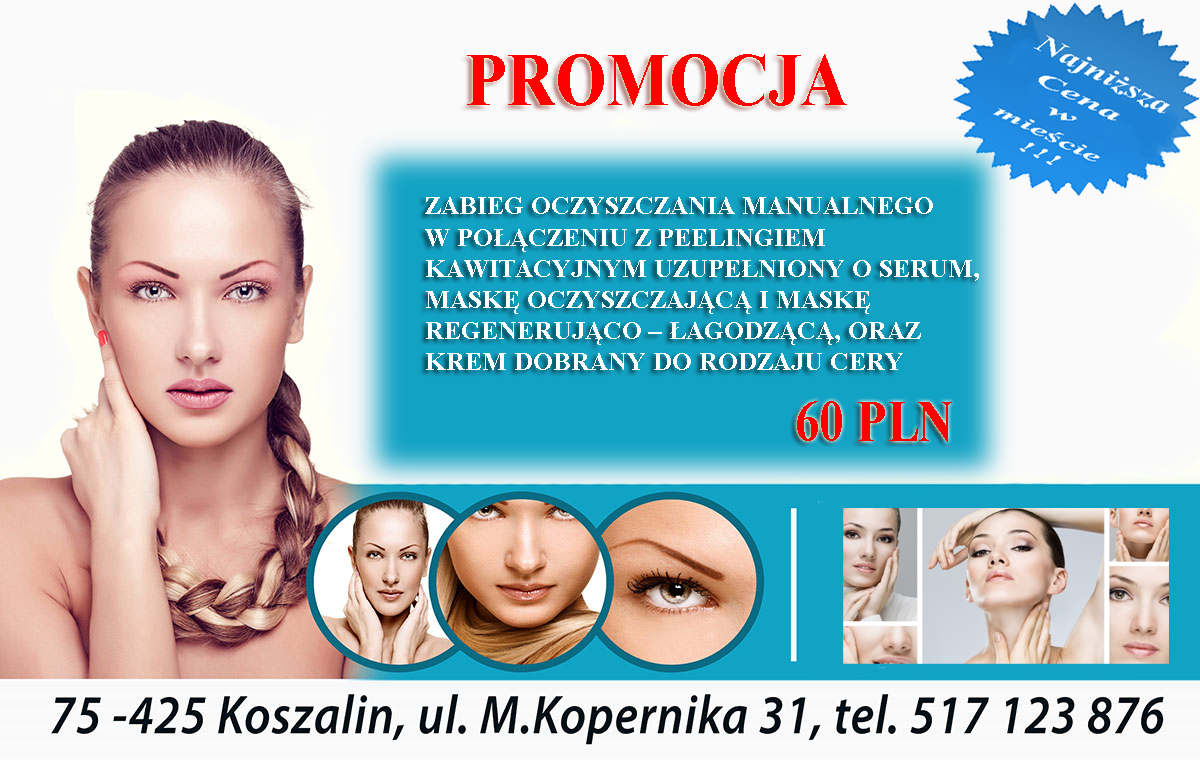 PROMOCJA
Najniższa
Cena
w
mieście
!!!
ZABIEG OCZYSZCZANIA MANUALNEGO
W POŁĄCZENIU Z PEELINGIEM
KAWITACYJNYM UZUPEŁNIONY O SERUM,
MASKĘ OCZYSZCZAJĄCĄ I MASKĘ
REGENERUJĄCO – ŁAGODZĄCĄ, ORAZ
KREM DOBRANY DO RODZAJU CERY
60 PLN
75 -425 Koszalin, ul. M.Kopernika 31, tel. 517 123 876